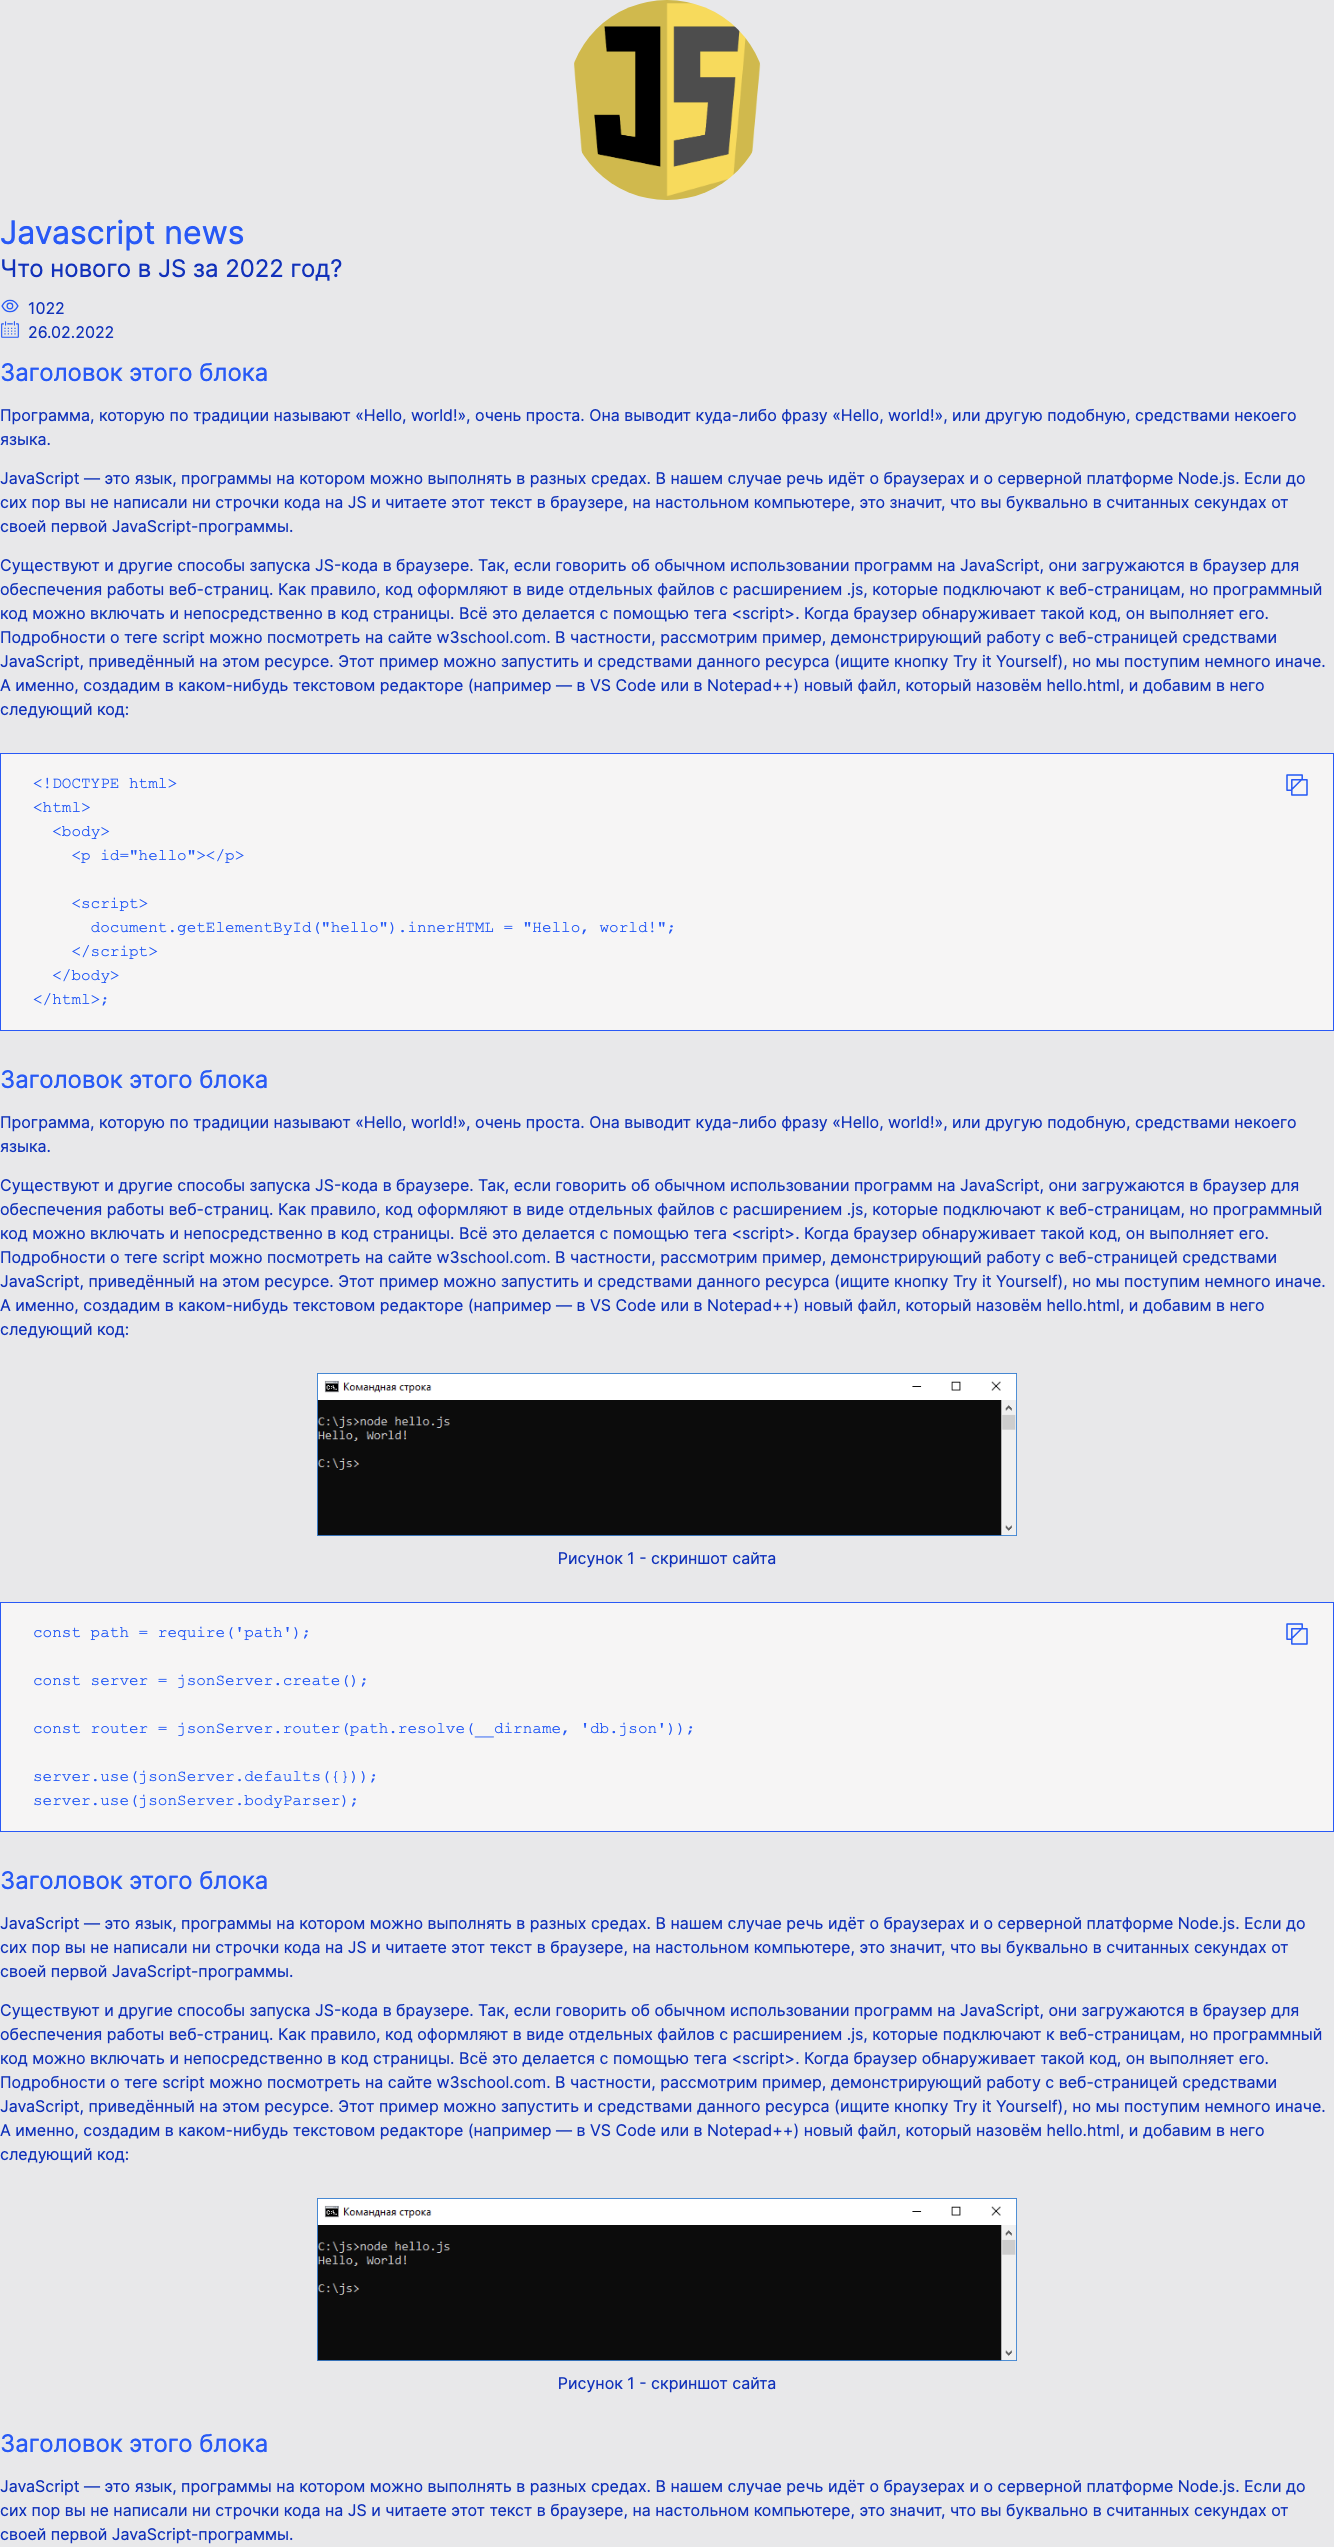 JS
Javascript news
Что нового в JS за 2022 год?
1022
26.02.2022
Заголовок этого блока
Программа, которую по традиции называют «Hello, world!», очень проста. Она выводит куда-либо фразу «Hello, world!», или другую подобную, средствами некоего
языка.
JavaScript — это язык, программы на котором можно выполнять в разных средах. В нашем случае речь идёт о браузерах и о серверной платформе Node.js. Если до
сих пор вы не написали ни строчки кода на JS и читаете этот текст в браузере, на настольном компьютере, это значит, что вы буквально в считанных секундах от
своей первой JavaScript-программы.
Существуют и другие способы запуска JS-кода в браузере. Так, если говорить об обычном использовании программ на JavaScript, они загружаются в браузер для
обеспечения работы веб-страниц. Как правило, код оформляют в виде отдельных файлов с расширением .js, которые подключают к веб-страницам, но программный
код можно включать и непосредственно в код страницы. Всё это делается с помощью тега <script>. Когда браузер обнаруживает такой код, он выполняет его.
Подробности о теге script можно посмотреть на сайте w3school.com. В частности, рассмотрим пример, демонстрирующий работу с веб-страницей средствами
JavaScript, приведённый на этом ресурсе. Этот пример можно запустить и средствами данного ресурса (ищите кнопку Try it Yourself), но мы поступим немного иначе.
А именно, создадим в каком-нибудь текстовом редакторе (например — в VS Code или в Notepad++) новый файл, который назовём hello.html, и добавим в него
следующий код:
<!DOCTYPE html>
<html>
  <body>
    <p id="hello"></p>
    <script>
      document.getElementById("hello").innerHTML = "Hello, world!";
    </script>
  </body>
</html>;
Заголовок этого блока
Программа, которую по традиции называют «Hello, world!», очень проста. Она выводит куда-либо фразу «Hello, world!», или другую подобную, средствами некоего
языка.
Существуют и другие способы запуска JS-кода в браузере. Так, если говорить об обычном использовании программ на JavaScript, они загружаются в браузер для
обеспечения работы веб-страниц. Как правило, код оформляют в виде отдельных файлов с расширением .js, которые подключают к веб-страницам, но программный
код можно включать и непосредственно в код страницы. Всё это делается с помощью тега <script>. Когда браузер обнаруживает такой код, он выполняет его.
Подробности о теге script можно посмотреть на сайте w3school.com. В частности, рассмотрим пример, демонстрирующий работу с веб-страницей средствами
JavaScript, приведённый на этом ресурсе. Этот пример можно запустить и средствами данного ресурса (ищите кнопку Try it Yourself), но мы поступим немного иначе.
А именно, создадим в каком-нибудь текстовом редакторе (например — в VS Code или в Notepad++) новый файл, который назовём hello.html, и добавим в него
следующий код:
Командная строка
C:\js>node hello.js
Hello, World!
C:\js>
Рисунок 1 - скриншот сайта
const path = require('path');
const server = jsonServer.create();
const router = jsonServer.router(path.resolve(__dirname, 'db.json'));
server.use(jsonServer.defaults({}));
server.use(jsonServer.bodyParser);
Заголовок этого блока
JavaScript — это язык, программы на котором можно выполнять в разных средах. В нашем случае речь идёт о браузерах и о серверной платформе Node.js. Если до
сих пор вы не написали ни строчки кода на JS и читаете этот текст в браузере, на настольном компьютере, это значит, что вы буквально в считанных секундах от
своей первой JavaScript-программы.
Существуют и другие способы запуска JS-кода в браузере. Так, если говорить об обычном использовании программ на JavaScript, они загружаются в браузер для
обеспечения работы веб-страниц. Как правило, код оформляют в виде отдельных файлов с расширением .js, которые подключают к веб-страницам, но программный
код можно включать и непосредственно в код страницы. Всё это делается с помощью тега <script>. Когда браузер обнаруживает такой код, он выполняет его.
Подробности о теге script можно посмотреть на сайте w3school.com. В частности, рассмотрим пример, демонстрирующий работу с веб-страницей средствами
JavaScript, приведённый на этом ресурсе. Этот пример можно запустить и средствами данного ресурса (ищите кнопку Try it Yourself), но мы поступим немного иначе.
А именно, создадим в каком-нибудь текстовом редакторе (например — в VS Code или в Notepad++) новый файл, который назовём hello.html, и добавим в него
следующий код:
Командная строка
C:\js>node hello.js
Hello, World!
C:\js>
Рисунок 1 - скриншот сайта
Заголовок этого блока
JavaScript — это язык, программы на котором можно выполнять в разных средах. В нашем случае речь идёт о браузерах и о серверной платформе Node.js. Если до
сих пор вы не написали ни строчки кода на JS и читаете этот текст в браузере, на настольном компьютере, это значит, что вы буквально в считанных секундах от
своей первой JavaScript-программы.